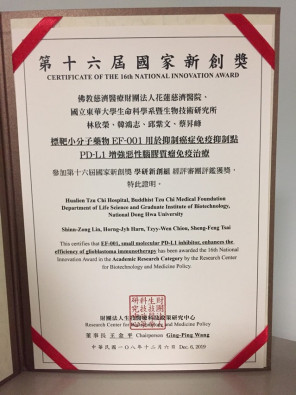 第十六屆國家新創獎
CERTIFICATE OF THE 16th NATIONAL INNOVATION AWARD
佛教慈濟醫療財團法人花蓮慈濟醫院、
國立東華大學生命科學系暨生物技術研究所
林欣榮、韓鴻志、邱紫文、蔡昇峰
標靶小分子藥物 EF-001 用於抑制癌症免疫抑制點
PD-L1 增強惡性腦膠質瘤免疫治療
參加第十六屆國家新創獎 學研新創組 經評審團評鑑獲獎，
特此證明。
Hualien Tzu Chi Hospital, Buddhist Tzu Chi Medical Foundation
Department of Life Science and Graduate Institute of Biotechnology,
National Dong Hwa University
Shinn-Zong Lin, Horng-Jyh Harn, Tzyy-Wen Chiou, Sheng-Feng Tsai
This certifies that EF-001, small molecular PD-L1 inhibitor, enhances the
efficiency of glioblastoma immunotherapy has been awarded the 16th National
Innovation Award in the Academic Research Category by the Research Center
for Biotechnology and Medicine Policy.
財團法人生技醫療科技政策研究中心
Research Center for Biotechnology and Medicine Policy
董事長 王金平 Chairperson Ging-Ping Wang
中華民國一〇八年十二月六日 Dec, 6, 2019